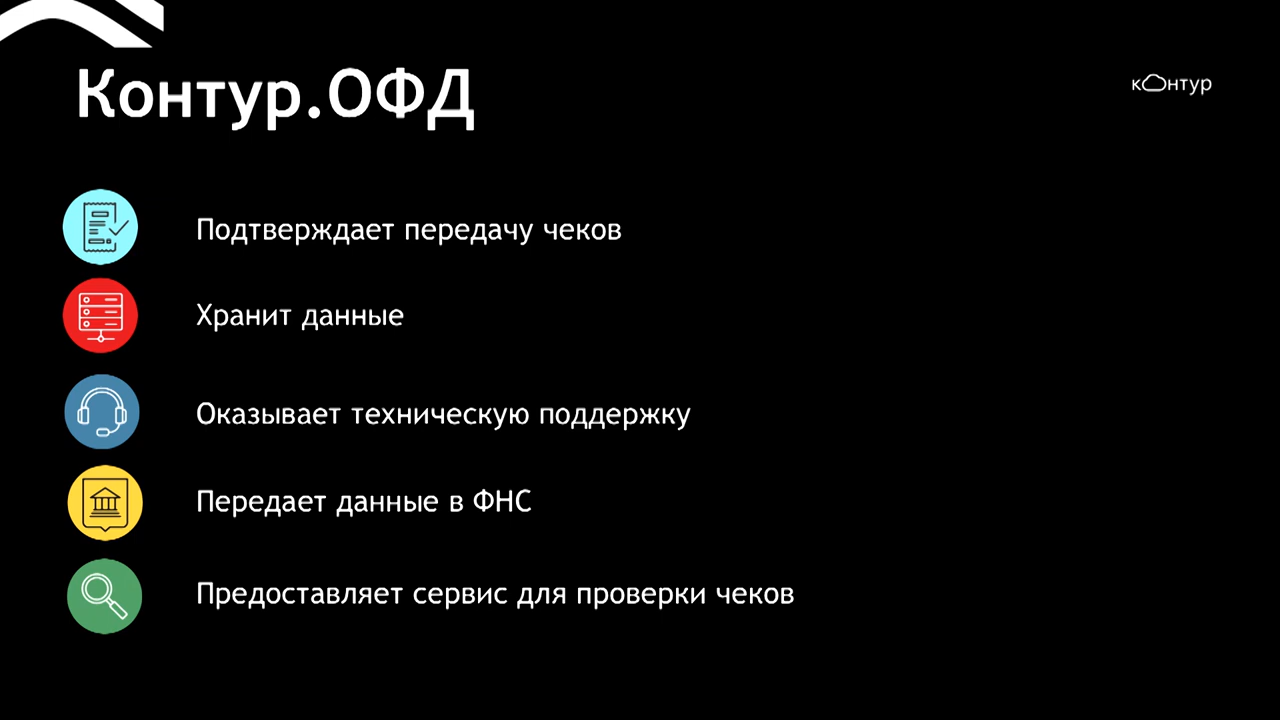 Контур.ОФД
контур
Подтверждает передачу чеков
Хранит данные
Оказывает техническую поддержку
Передает данные в ФНС
Предоставляет сервис для проверки чеков